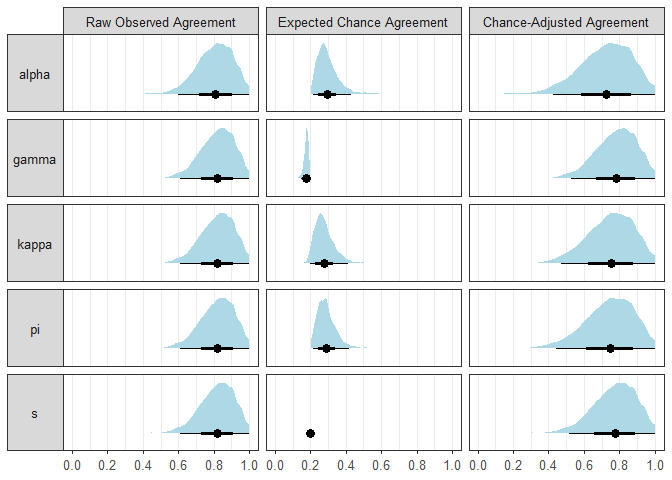 Raw Observed Agreement Expected Chance Agreement Chance-Adjusted Agreement
alpha
gamma
kappa
pi
s
0.0 0.2 0.4 0.6 0.8 1.0 0.0 0.2 0.4 0.6 0.8 1.0 0.0 0.2 0.4 0.6 0.8 1.0